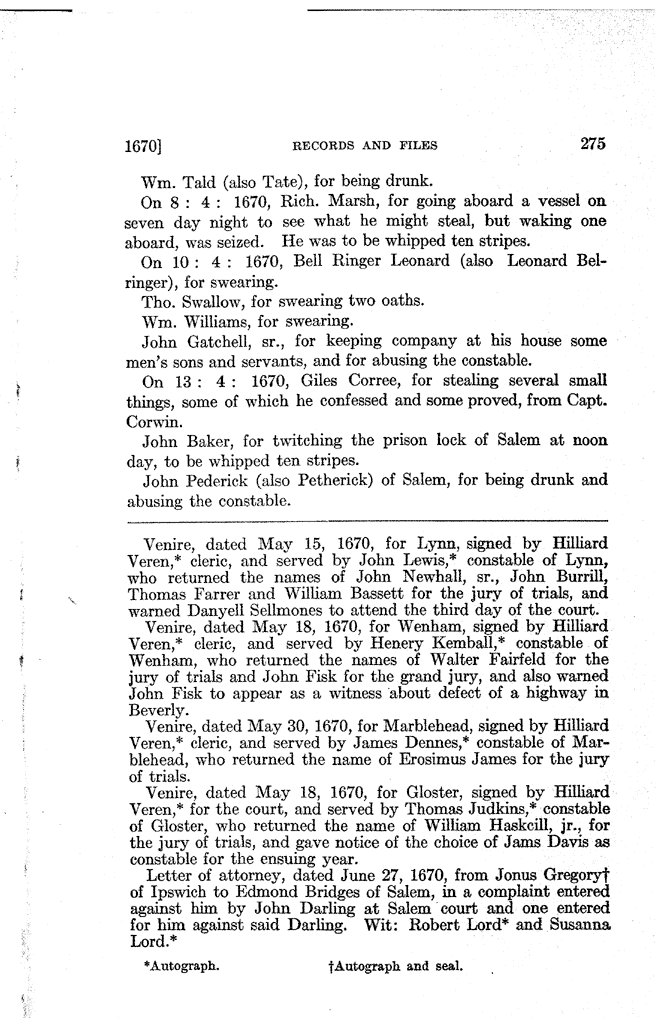 1670] RECORDS AND FILES 275
Wm. Tald (also Tate), for being drunk.
On 8 : 4 : 1670, Rich. Marsh, for going aboard a vessel on
seven day night to see what he might steal, but waking one
aboard, was seized. He was to be whipped ten stripes.
On 10 : 4 : 1670, Bell Ringer Leonard (also Leonard Bel-
ringer), for swearing.
Tho. Swallow, for swearing two oaths.
Wm. Williams, for swearing.
John Gatchell, sr., for keeping company at his house some
men's sons and servants, and for abusing the constable.
On 13 : 4 : 1670, Giles Corree, for stealing several small
things, some of which he confessed and some proved, from Capt.
Corwin.
John Baker, for twitching the prison lock of Salem at noon
day, to be whipped ten stripes.
John Pederick (also Petherick) of Salem, for being drunk and
abusing the constable.
Venire, dated May 15, 1670, for Lynn, signed by Hilliard
Veren,* cleric, and served by John Lewis,* constable of Lynn,
who returned the names of John Newhall, sr., John Burrill,
Thomas Farrer and William Bassett for the jury of trials, and
warned Danyell Sellmones to attend the third day of the court.
Venire, dated May 18, 1670, for Wenham, signed by Hilliard
Veren,* cleric, and served by Henery Kemball,* constable of
Wenham, who returned the names of Walter Fairfeld for the
jury of trials and John Fisk for the grand jury, and also warned
John Fisk to appear as a witness about defect of a highway in
Beverly.
Venire, dated May 30, 1670, for Marblehead, signed by Hilliard
Veren,* cleric, and served by James Dennes,* constable of Mar-
blehead, who returned the name of Erosimus James for the jury
of trials.
Venire, dated May 18, 1670, for Gloster, signed by Hilliard
Veren,* for the court, and served by Thomas Judkins,* constable
of Gloster, who returned the name of William Haskcill, jr., for
the jury of trials, and gave notice of the choice of Jams Davis as
constable for the ensuing year.
Letter of attorney, dated June 27, 1670, from Jonus Gregory†
of Ipswich to Edmond Bridges of Salem, in a complaint entered
against him by John Darling at Salem court and one entered
for him against said Darling. Wit: Robert Lord* and Susanna
Lord.*
*Autograph. †Autograph and seal.